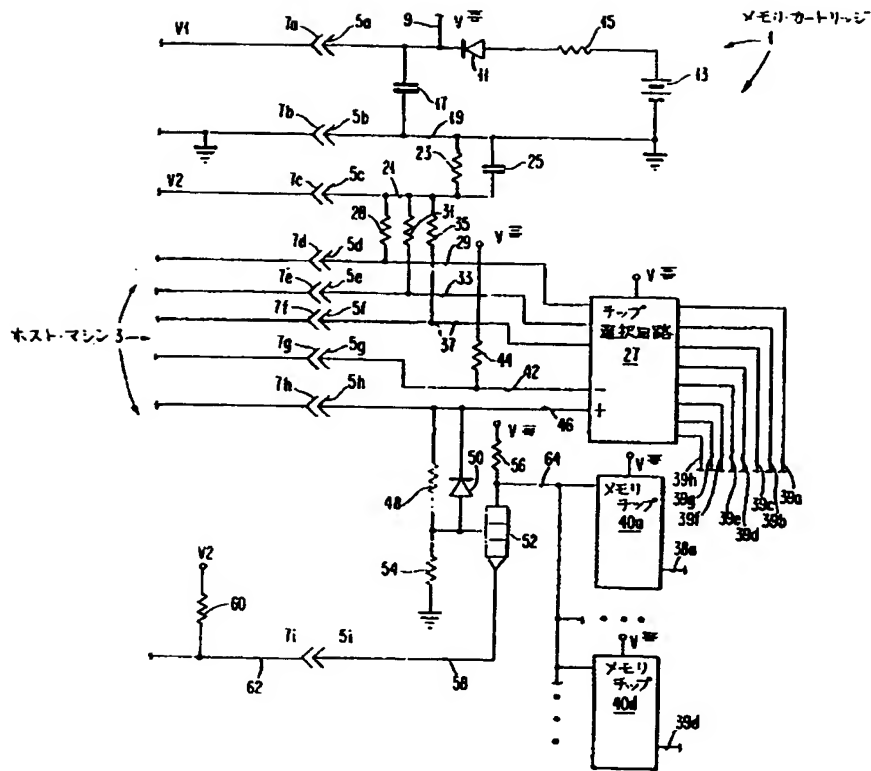 メモリ・カートリッジ
1
V1
7a 5a
9
V=
11
15
13
17
7b 5b
19
23
25
V2
7c 5c
21
28
31
35
7d 5d
29
V=
7e 5e
33
7f 5f
37
ホスト・マシン 3
7g 5g
44
42
−
7h 5h
46
+
V=
チップ
選択回路
27
39h
39g
39f
39e
39d
39c
39b
39a
48
50
V=
56
64
52
54
V=
メモリ
チップ
40a
38a
V2
60
62
7i 5i
58
V=
メモリ
チップ
40d
39d